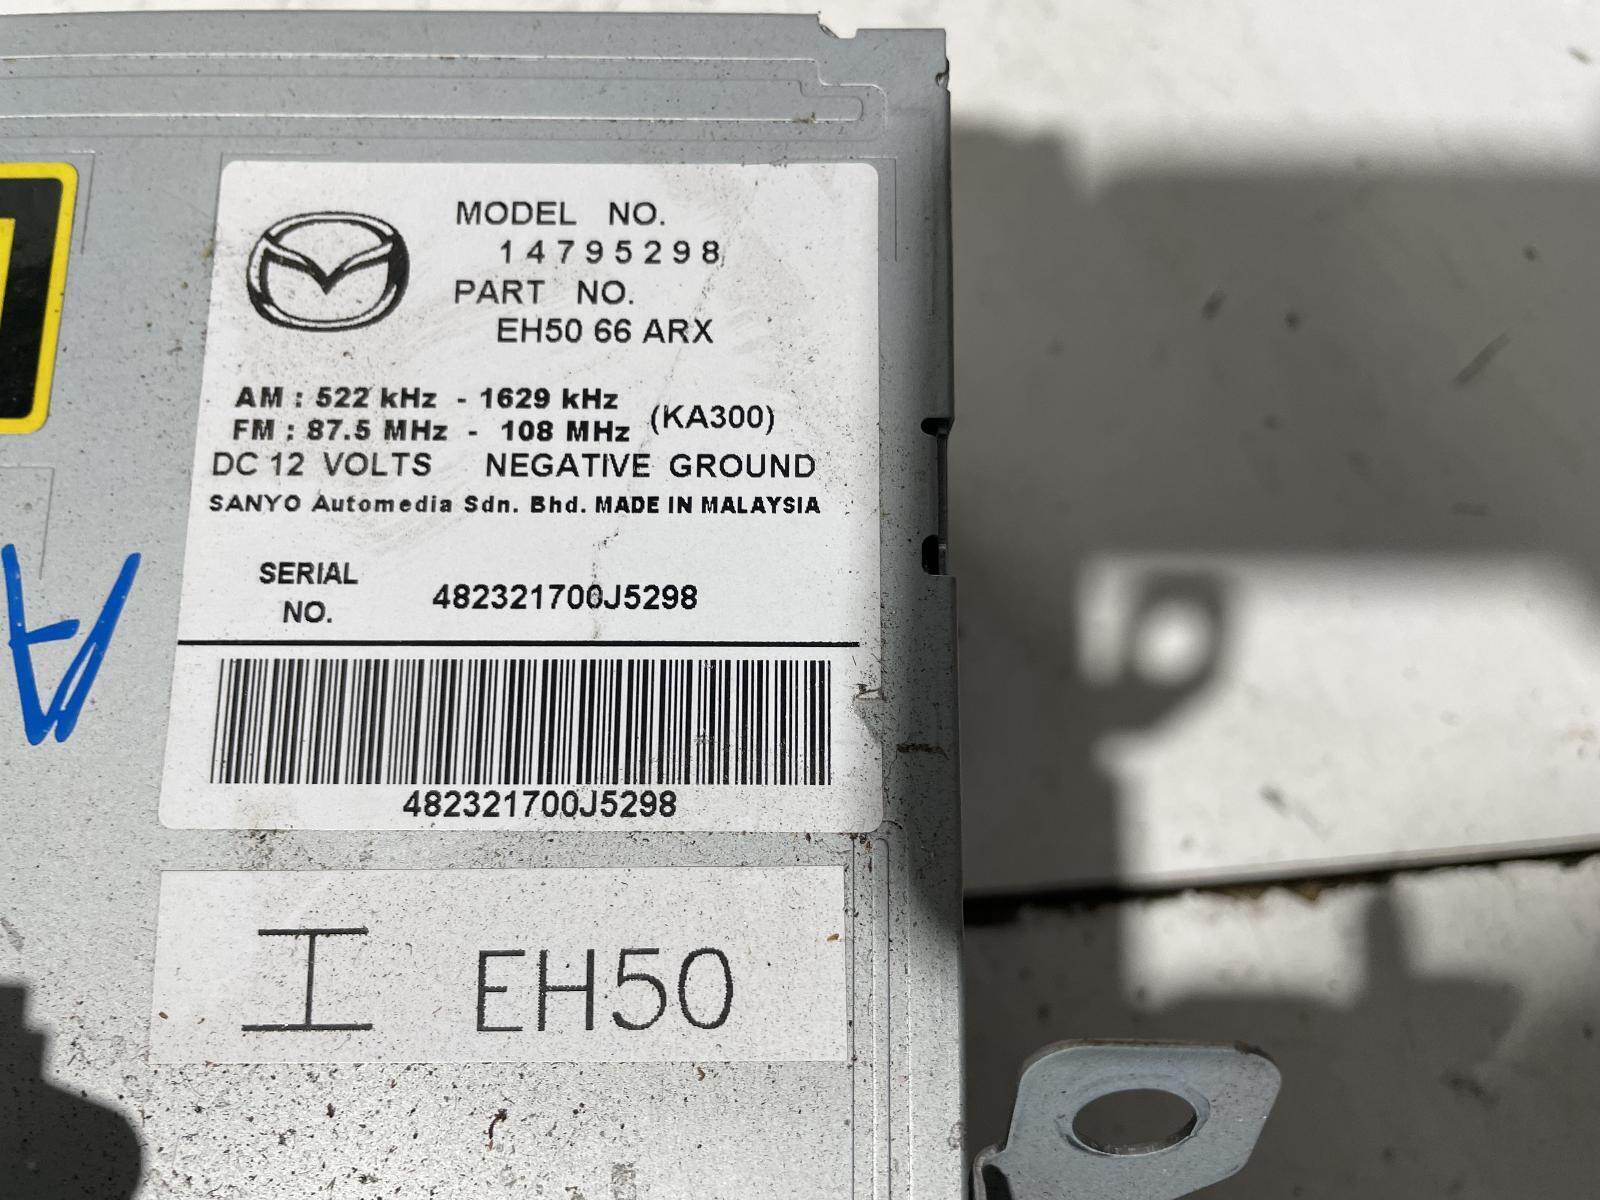 MODEL NO.
14795298
PART NO.
EH50 66 ARX
AM : 522 kHz - 1629 kHz
FM : 87.5 MHz - 108 MHz
(KA300)
DC 12 VOLTS NEGATIVE GROUND
SANYO Automedia Sdn. Bhd. MADE IN MALAYSIA
SERIAL
NO.
482321700J5298
482321700J5298
I EH50